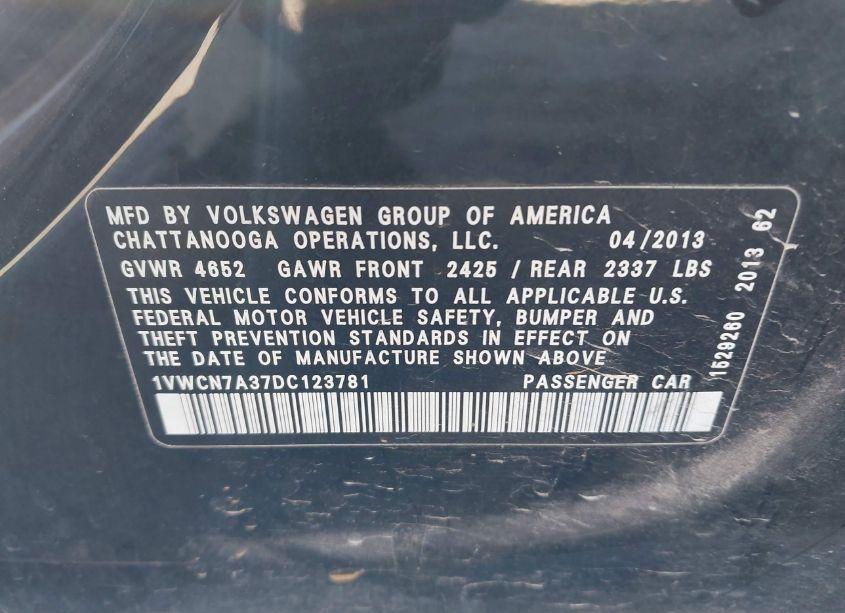 MFD BY VOLKSWAGEN GROUP OF AMERICA
CHATTANOOGA OPERATIONS, LLC. 04/2013
GVWR 4652 GAWR FRONT 2425 / REAR 2337 LBS
THIS VEHICLE CONFORMS TO ALL APPLICABLE U.S.
FEDERAL MOTOR VEHICLE SAFETY, BUMPER AND
THEFT PREVENTION STANDARDS IN EFFECT ON
THE DATE OF MANUFACTURE SHOWN ABOVE
1VWCN7A37DC123781 PASSENGER CAR
1629260 2013 62